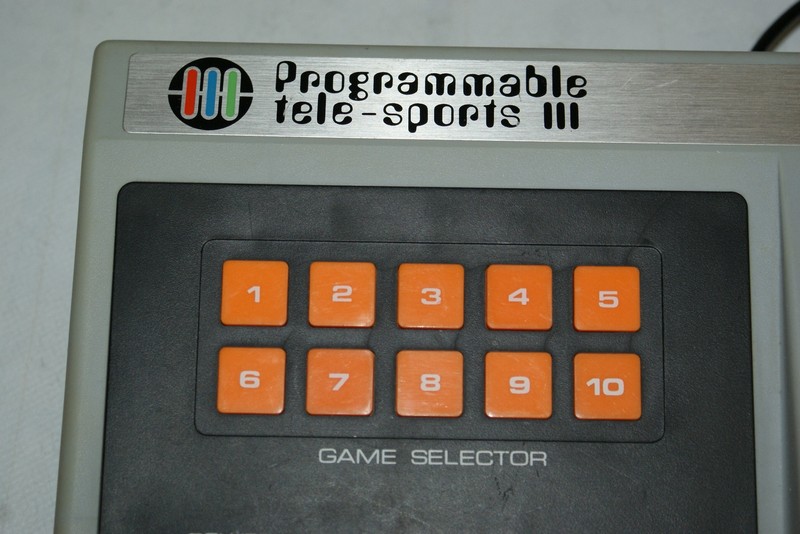 Programmable
tele-sports III
1 2 3 4 5
6 7 8 9 10
GAME SELECTOR